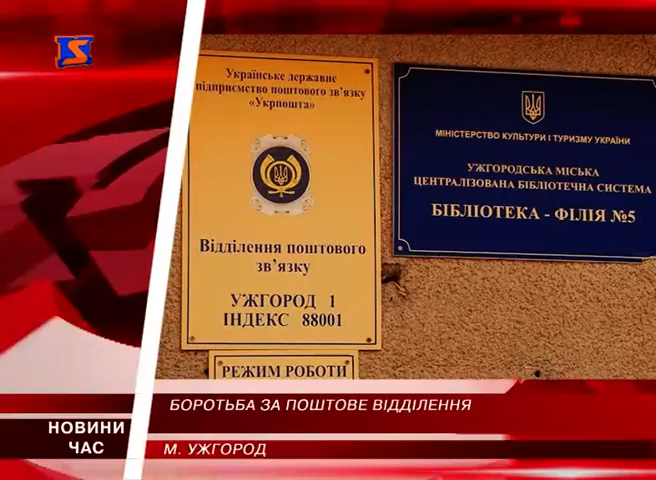 Українське державне
підприємство поштового зв'язку
«Укрпошта»
Відділення поштового
зв'язку
УЖГОРОД 1
ІНДЕКС 88001
РЕЖИМ РОБОТИ
МІНІСТЕРСТВО КУЛЬТУРИ І ТУРИЗМУ УКРАЇНИ
УЖГОРОДСЬКА МІСЬКА
ЦЕНТРАЛІЗОВАНА БІБЛІОТЕЧНА СИСТЕМА
БІБЛІОТЕКА - ФІЛІЯ №5
БОРОТЬБА ЗА ПОШТОВЕ ВІДДІЛЕННЯ
НОВИНИ
ЧАС
М. УЖГОРОД